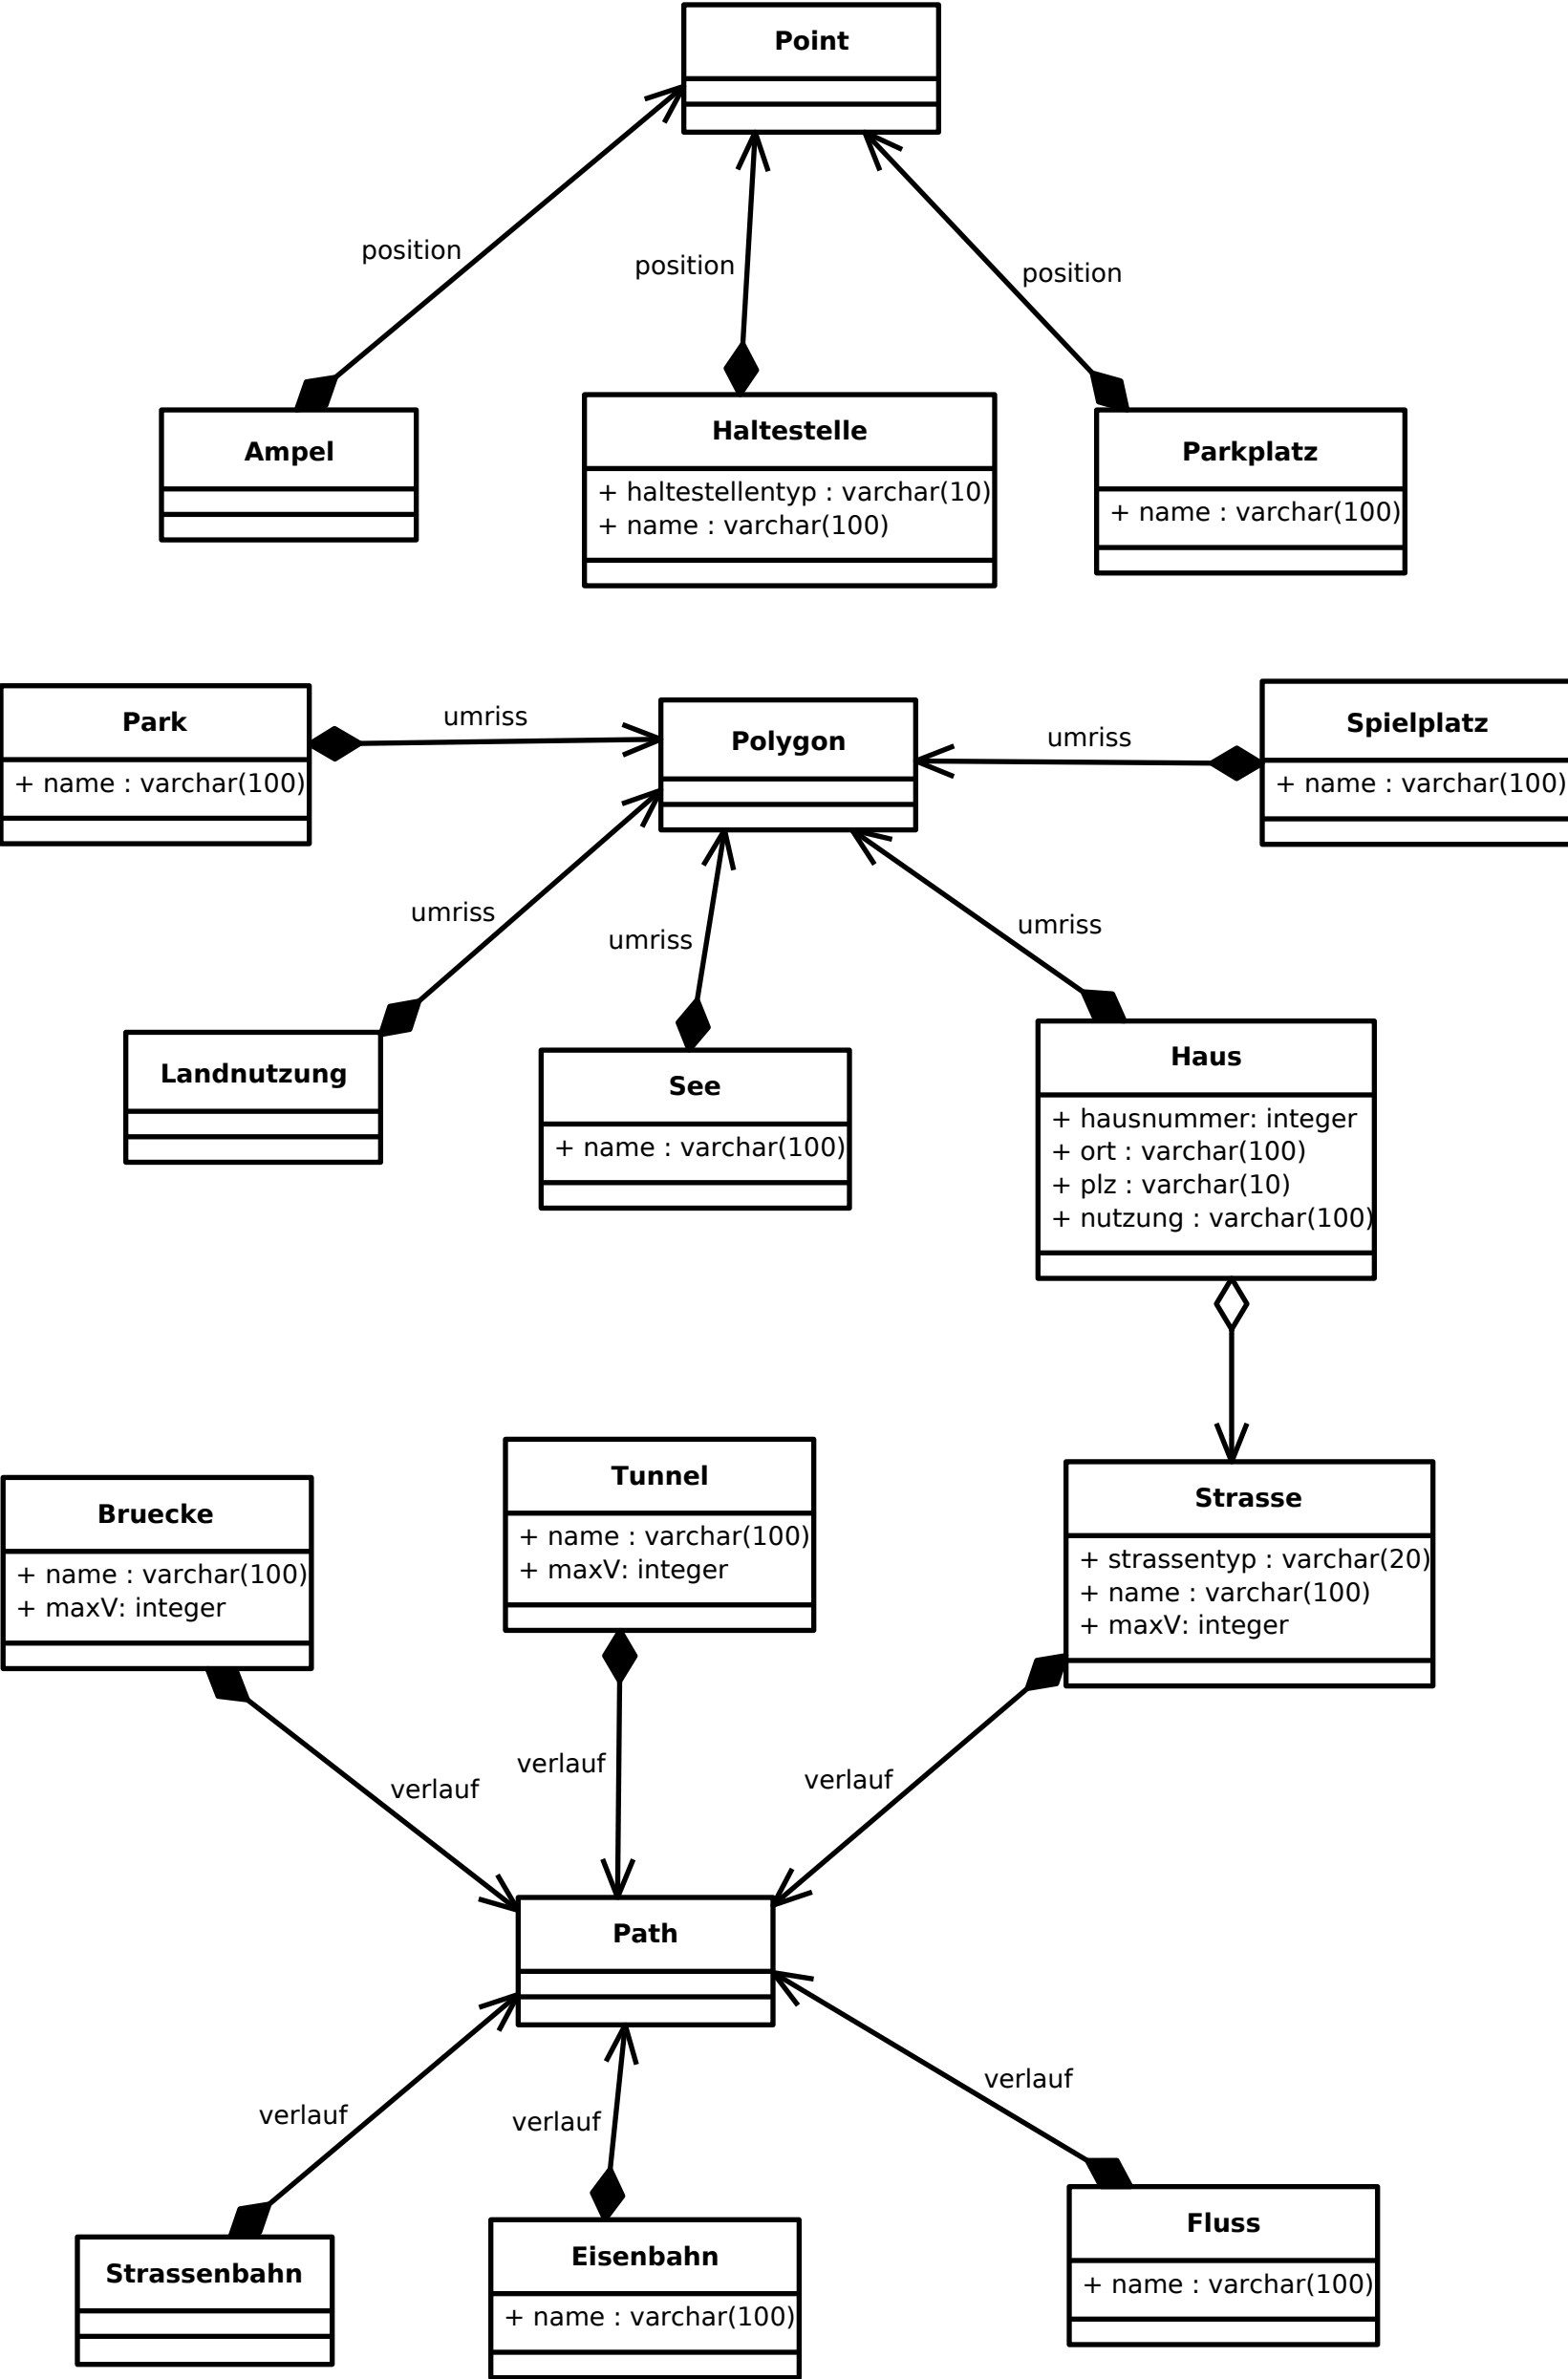 Point
position
position
position
Ampel
Haltestelle
+ haltestellentyp : varchar(10)
+ name : varchar(100)
Parkplatz
+ name : varchar(100)
Park
+ name : varchar(100)
umriss
Polygon
umriss
Spielplatz
+ name : varchar(100)
umriss
umriss
umriss
Landnutzung
See
+ name : varchar(100)
Haus
+ hausnummer: integer
+ ort : varchar(100)
+ plz : varchar(10)
+ nutzung : varchar(100)
Bruecke
+ name : varchar(100)
+ maxV: integer
Tunnel
+ name : varchar(100)
+ maxV: integer
Strasse
+ strassentyp : varchar(20)
+ name : varchar(100)
+ maxV: integer
verlauf
verlauf
verlauf
Path
verlauf
verlauf
verlauf
Strassenbahn
Eisenbahn
+ name : varchar(100)
Fluss
+ name : varchar(100)